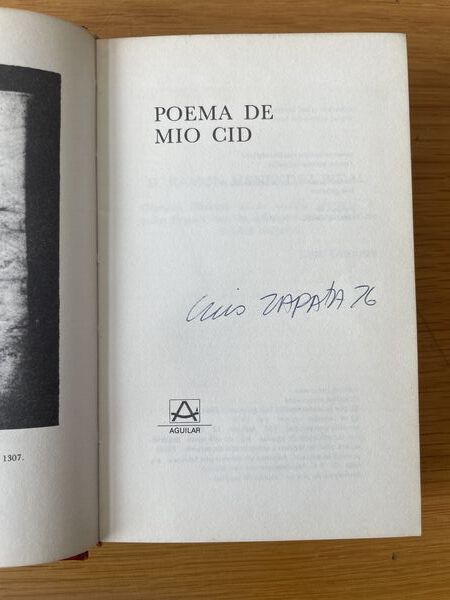 POEMA DE
MIO CID
Luis ZAPATA 76
AGUILAR
1307.